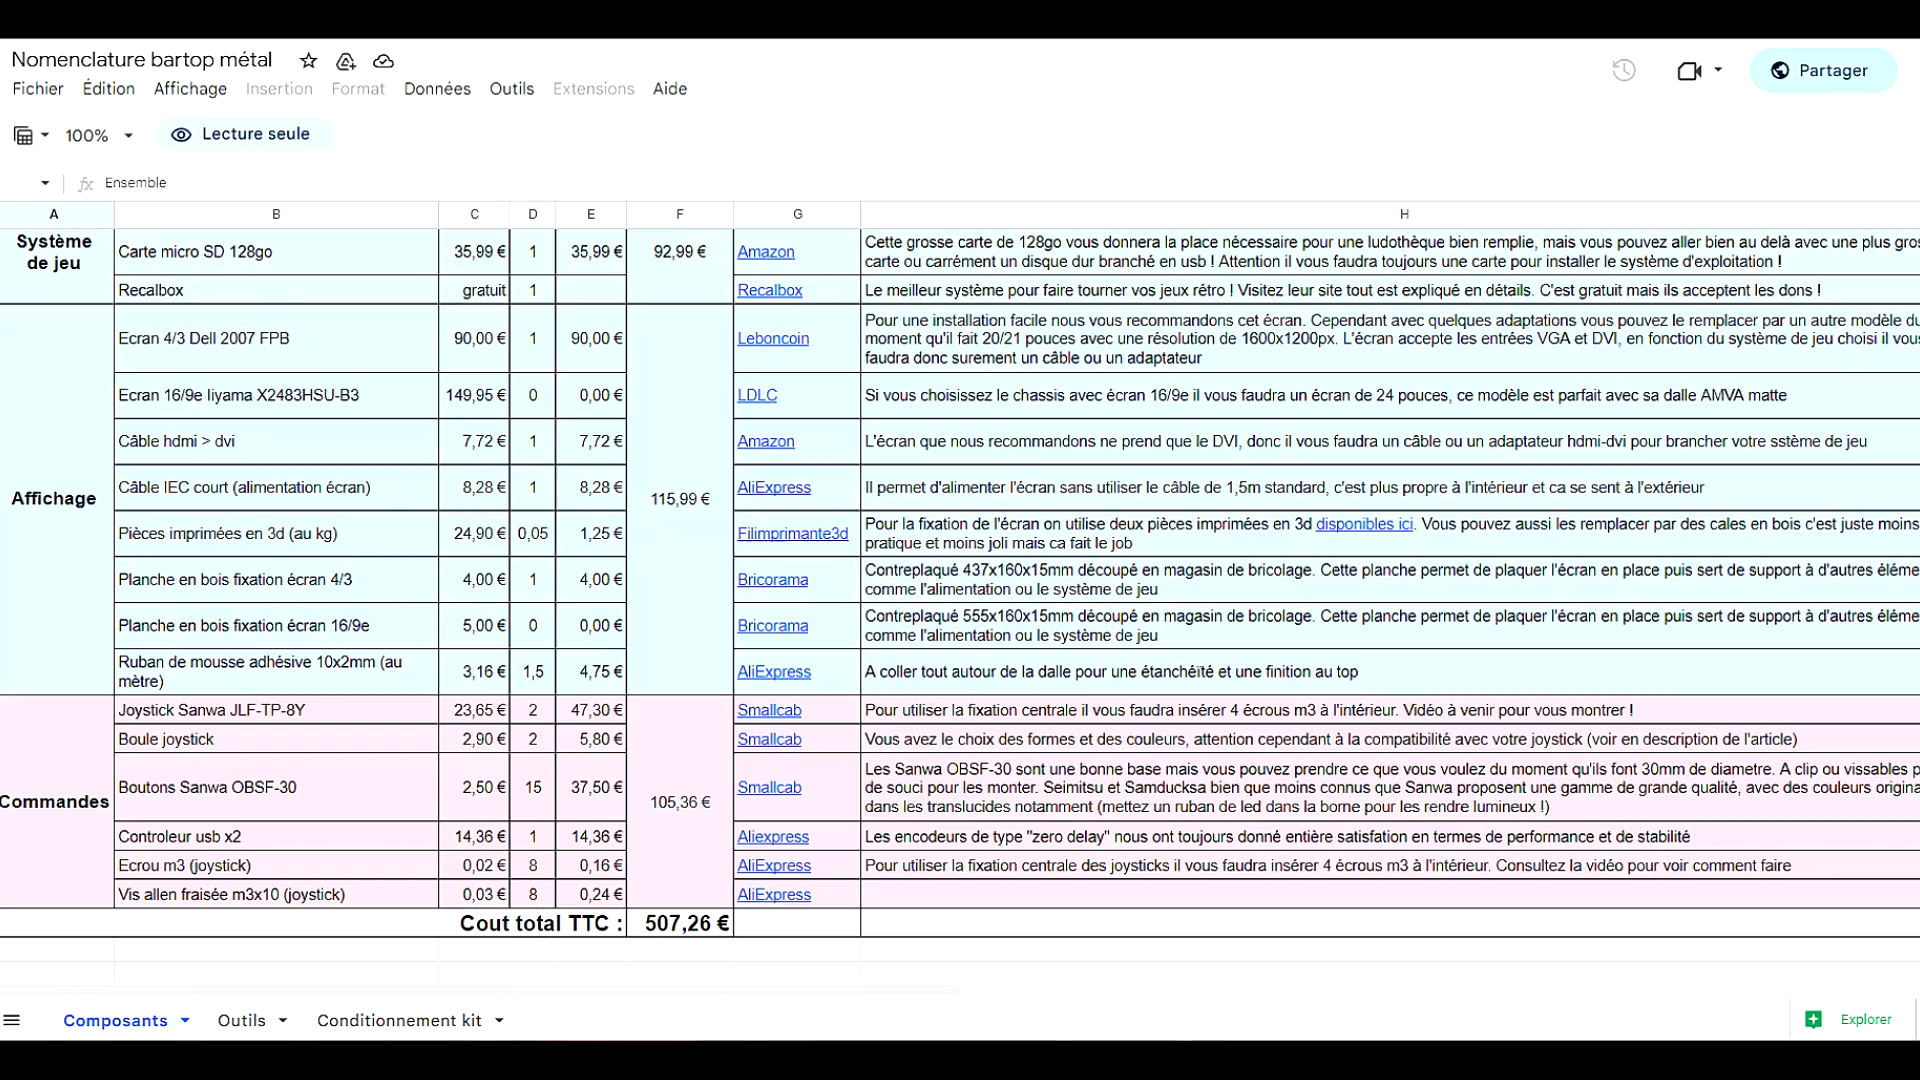 Nomenclature bartop métal
Fichier Édition Affichage Insertion Format Données Outils Extensions Aide
Partager
100% Lecture seule
fx Ensemble
A B C D E F G H
Système de jeu
Carte micro SD 128go 35,99 € 1 35,99 € 92,99 € Amazon Cette grosse carte de 128go vous donnera la place nécessaire pour une ludothèque bien remplie, mais vous pouvez aller bien au delà avec une plus
carte ou carrément un disque dur branché en usb ! Attention il vous faudra toujours une carte pour installer le système d'exploitation !
Recalbox gratuit 1 Recalbox Le meilleur système pour faire tourner vos jeux rétro ! Visitez leur site tout est expliqué en détails. C'est gratuit mais ils acceptent les dons !
Affichage
115,99 €
Ecran 4/3 Dell 2007 FPB 90,00 € 1 90,00 € Leboncoin Pour une installation facile nous vous recommandons cet écran. Cependant avec quelques adaptations vous pouvez le remplacer par un autre modèle du
moment qu'il fait 20/21 pouces avec une résolution de 1600x1200px. L'écran accepte les entrées VGA et DVI, en fonction du système de jeu choisi il vous
faudra donc surement un câble ou un adaptateur
Ecran 16/9e Iiyama X2483HSU-B3 149,95 € 0 0,00 € LDLC Si vous choisissez le chassis avec écran 16/9e il vous faudra un écran de 24 pouces, ce modèle est parfait avec sa dalle AMVA matte
Câble hdmi > dvi 7,72 € 1 7,72 € Amazon L'écran que nous recommandons ne prend que le DVI, donc il vous faudra un câble ou un adaptateur hdmi-dvi pour brancher votre sstème de jeu
Câble IEC court (alimentation écran) 8,28 € 1 8,28 € AliExpress Il permet d'alimenter l'écran sans utiliser le câble de 1,5m standard, c'est plus propre à l'intérieur et ca se sent à l'extérieur
Pièces imprimées en 3d (au kg) 24,90 € 0,05 1,25 € Filimprimante3d Pour la fixation de l'écran on utilise deux pièces imprimées en 3d disponibles ici. Vous pouvez aussi les remplacer par des cales en bois c'est juste moins
pratique et moins joli mais ca fait le job
Planche en bois fixation écran 4/3 4,00 € 1 4,00 € Bricorama Contreplaqué 437x160x15mm découpé en magasin de bricolage. Cette planche permet de plaquer l'écran en place puis sert de support à d'autres
comme l'alimentation ou le système de jeu
Planche en bois fixation écran 16/9e 5,00 € 0 0,00 € Bricorama Contreplaqué 555x160x15mm découpé en magasin de bricolage. Cette planche permet de plaquer l'écran en place puis sert de support à d'autres
comme l'alimentation ou le système de jeu
Ruban de mousse adhésive 10x2mm (au mètre) 3,16 € 1,5 4,75 € AliExpress A coller tout autour de la dalle pour une étanchéïté et une finition au top
Commandes
105,36 €
Joystick Sanwa JLF-TP-8Y 23,65 € 2 47,30 € Smallcab Pour utiliser la fixation centrale il vous faudra insérer 4 écrous m3 à l'intérieur. Vidéo à venir pour vous montrer !
Boule joystick 2,90 € 2 5,80 € Smallcab Vous avez le choix des formes et des couleurs, attention cependant à la compatibilité avec votre joystick (voir en description de l'article)
Boutons Sanwa OBSF-30 2,50 € 15 37,50 € Smallcab Les Sanwa OBSF-30 sont une bonne base mais vous pouvez prendre ce que vous voulez du moment qu'ils font 30mm de diametre. A clip ou vissables
de souci pour les monter. Seimitsu et Samducksa bien que moins connus que Sanwa proposent une gamme de grande qualité, avec des couleurs
dans les translucides notamment (mettez un ruban de led dans la borne pour les rendre lumineux !)
Controleur usb x2 14,36 € 1 14,36 € Aliexpress Les encodeurs de type "zero delay" nous ont toujours donné entière satisfation en termes de performance et de stabilité
Ecrou m3 (joystick) 0,02 € 8 0,16 € AliExpress Pour utiliser la fixation centrale des joysticks il vous faudra insérer 4 écrous m3 à l'intérieur. Consultez la vidéo pour voir comment faire
Vis allen fraisée m3x10 (joystick) 0,03 € 8 0,24 € AliExpress
Cout total TTC : 507,26 €
Composants Outils Conditionnement kit Explorer